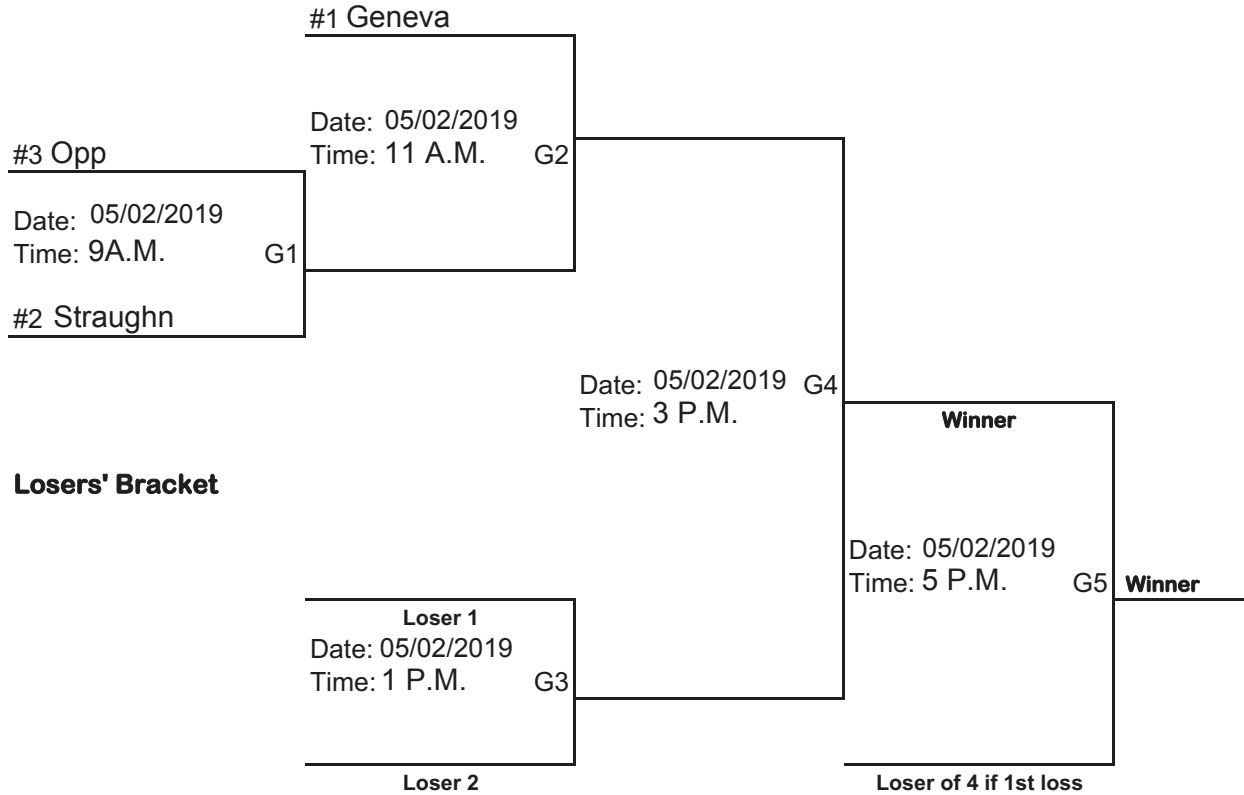 #1 Geneva
Date: 05/02/2019
Time: 11 A.M. G2
#3 Opp
Date: 05/02/2019
Time: 9A.M. G1
#2 Straughn
Date: 05/02/2019 G4
Time: 3 P.M.
Winner
Losers' Bracket
Date: 05/02/2019
Time: 5 P.M. G5 Winner
Loser 1
Date: 05/02/2019
Time: 1 P.M. G3
Loser 2
Loser of 4 if 1st loss